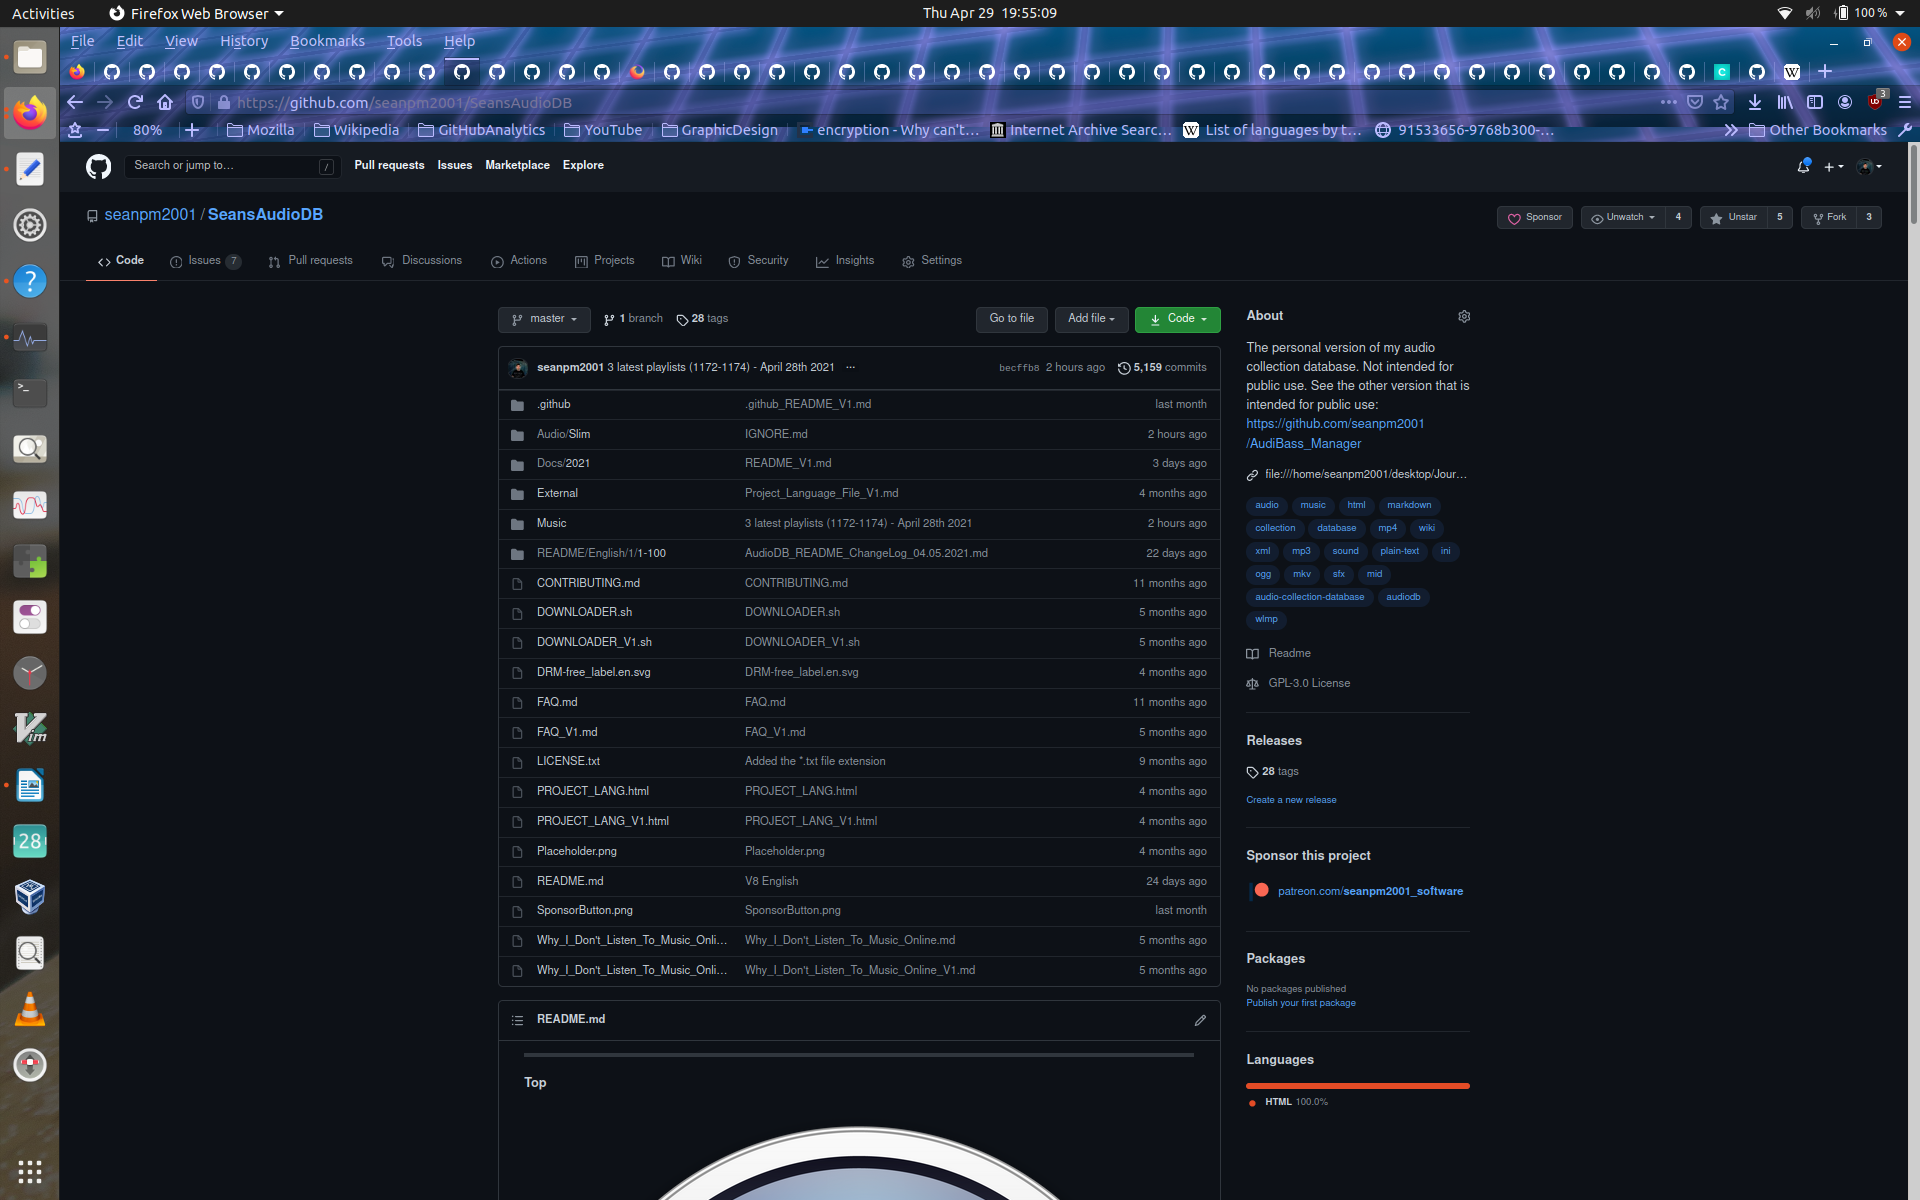 Activities Firefox Web Browser Thu Apr 29 19:55:09 100 %
File Edit View History Bookmarks Tools Help
https://github.com/seanpm2001/SeansAudioDB 3
80% Mozilla Wikipedia GitHubAnalytics YouTube GraphicDesign encryption - Why can't… Internet Archive Searc… List of languages by t… 91533656-9768b300-… Other Bookmarks
Search or jump to… / Pull requests Issues Marketplace Explore
seanpm2001 / SeansAudioDB Sponsor Unwatch 4 Unstar 5 Fork 3
Code Issues 7 Pull requests Discussions Actions Projects Wiki Security Insights Settings
master 1 branch 28 tags Go to file Add file Code
seanpm2001 3 latest playlists (1172-1174) - April 28th 2021 … becffb8 2 hours ago 5,159 commits
.github .github_README_V1.md last month
Audio/Slim IGNORE.md 2 hours ago
Docs/2021 README_V1.md 3 days ago
External Project_Language_File_V1.md 4 months ago
Music 3 latest playlists (1172-1174) - April 28th 2021 2 hours ago
README/English/1/1-100 AudioDB_README_ChangeLog_04.05.2021.md 22 days ago
CONTRIBUTING.md CONTRIBUTING.md 11 months ago
DOWNLOADER.sh DOWNLOADER.sh 5 months ago
DOWNLOADER_V1.sh DOWNLOADER_V1.sh 5 months ago
DRM-free_label.en.svg DRM-free_label.en.svg 4 months ago
FAQ.md FAQ.md 11 months ago
FAQ_V1.md FAQ_V1.md 5 months ago
LICENSE.txt Added the *.txt file extension 9 months ago
PROJECT_LANG.html PROJECT_LANG.html 4 months ago
PROJECT_LANG_V1.html PROJECT_LANG_V1.html 4 months ago
Placeholder.png Placeholder.png 4 months ago
README.md V8 English 24 days ago
SponsorButton.png SponsorButton.png last month
Why_I_Don't_Listen_To_Music_Onli… Why_I_Don't_Listen_To_Music_Online.md 5 months ago
Why_I_Don't_Listen_To_Music_Onli… Why_I_Don't_Listen_To_Music_Online_V1.md 5 months ago
README.md
Top
About
The personal version of my audio
collection database. Not intended for
public use. See the other version that is
intended for public use:
https://github.com/seanpm2001
/AudiBass_Manager
file:///home/seanpm2001/desktop/Jour…
audio music html markdown
collection database mp4 wiki
xml mp3 sound plain-text ini
ogg mkv sfx mid
audio-collection-database audiodb
wlmp
Readme
GPL-3.0 License
Releases
28 tags
Create a new release
Sponsor this project
patreon.com/seanpm2001_software
Packages
No packages published
Publish your first package
Languages
HTML 100.0%
28